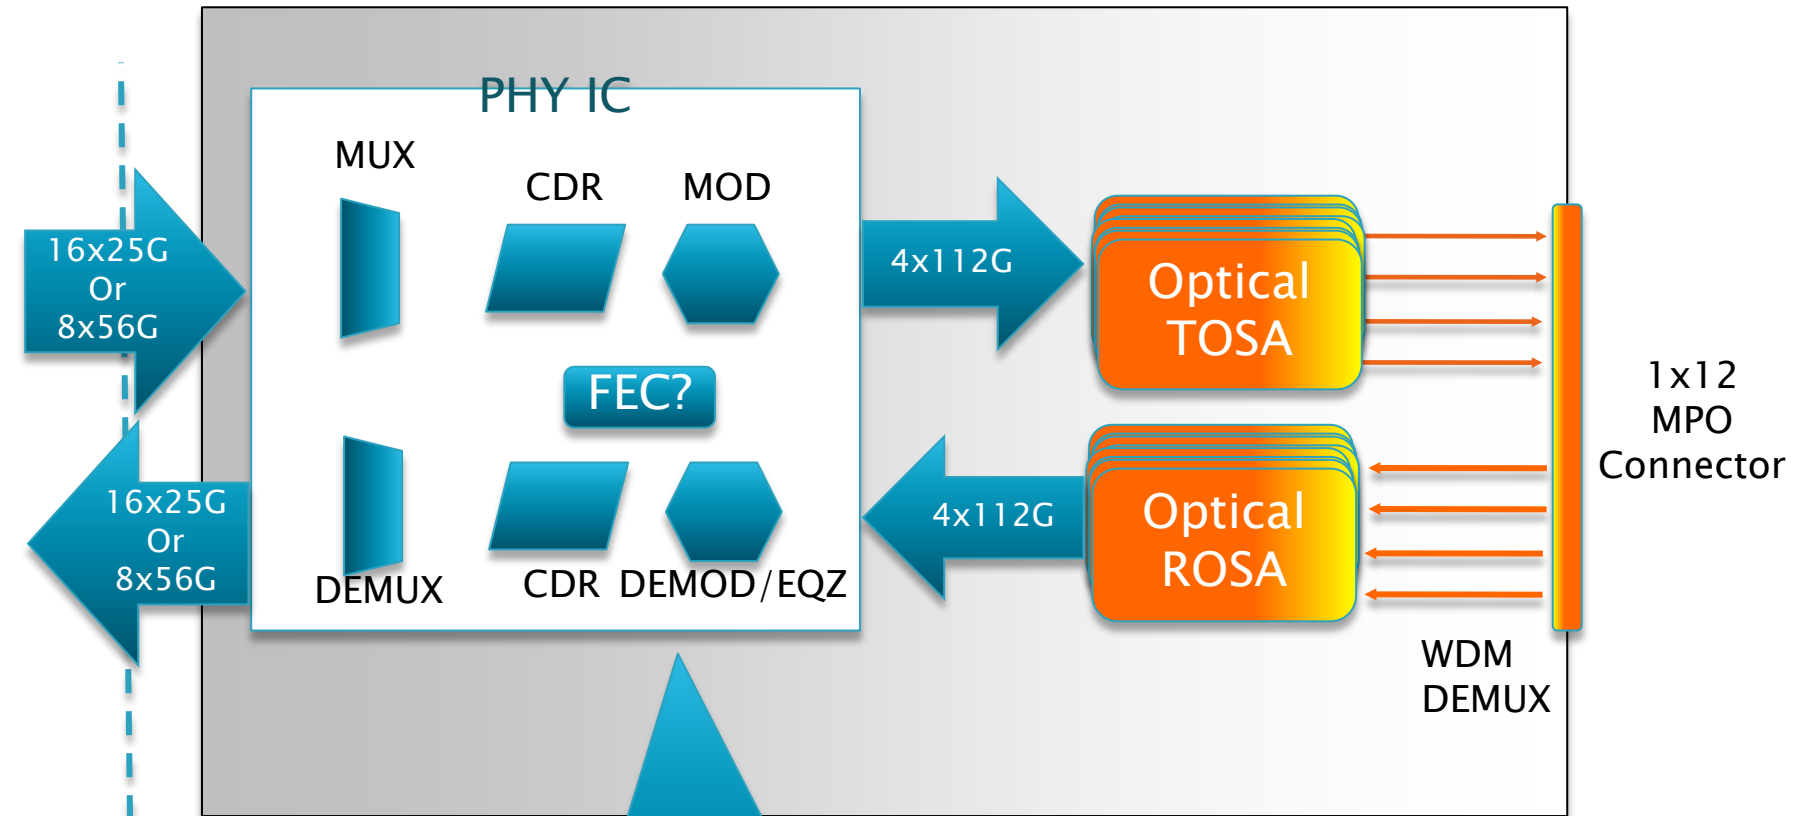 PHY IC
MUX
CDR
MOD
16x25G
Or
8x56G
4x112G
Optical
TOSA
FEC?
1x12
MPO
Connector
16x25G
Or
8x56G
4x112G
Optical
ROSA
DEMUX
CDR
DEMOD/EQZ
WDM
DEMUX